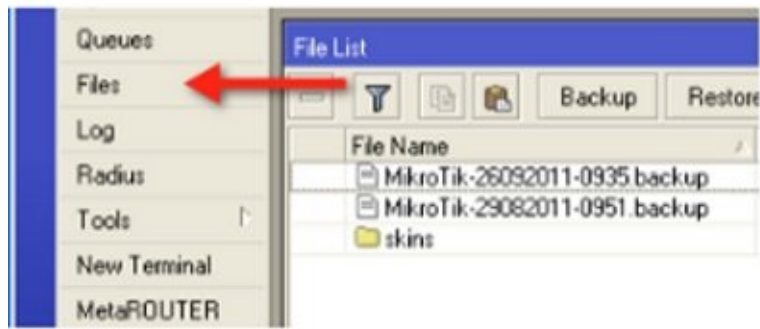 Queues
Files
Log
Radius
Tools
New Terminal
MetaROUTER
File List
Backup Restore
File Name
MikroTik-26092011-0935.backup
MikroTik-29082011-0951.backup
skins